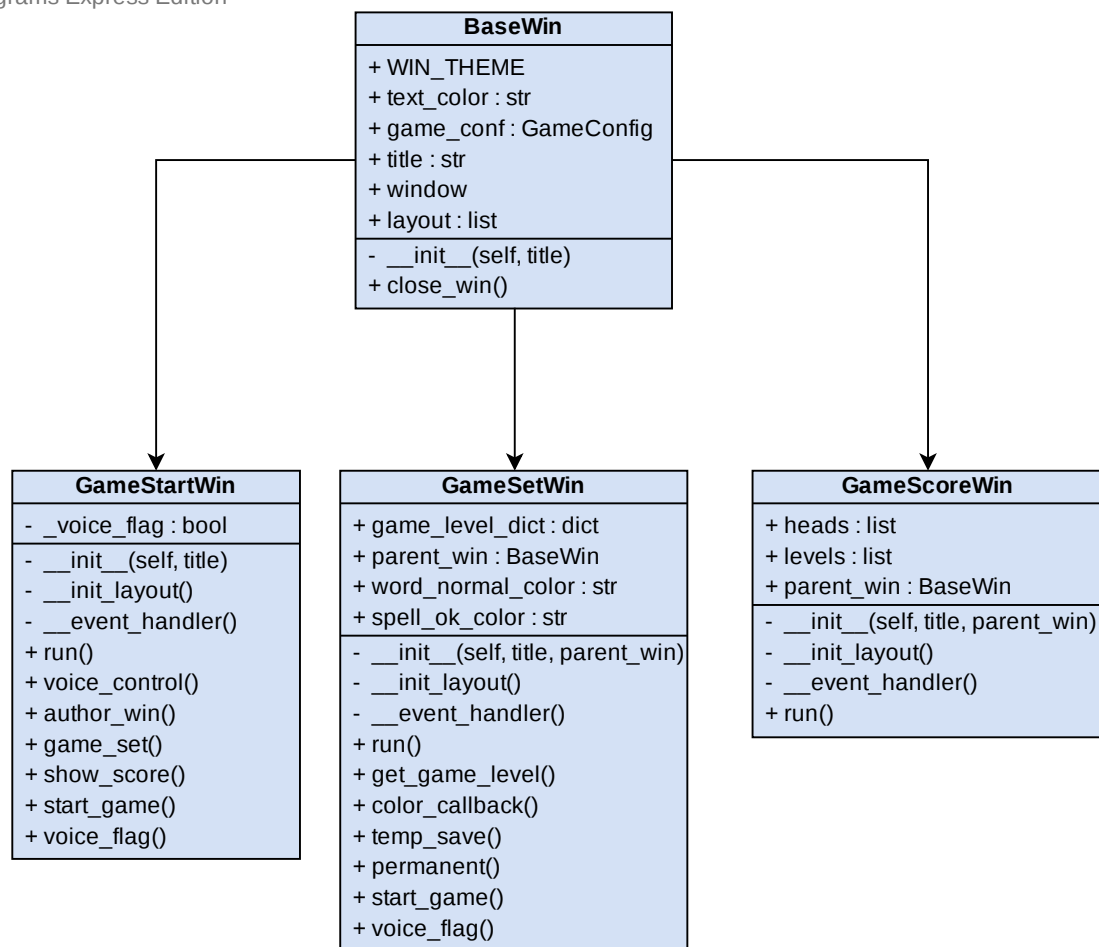 grams Express Edition
BaseWin
+ WIN_THEME
+ text_color : str
+ game_conf : GameConfig
+ title : str
+ window
+ layout : list
- __init__(self, title)
+ close_win()
GameStartWin
- _voice_flag : bool
- __init__(self, title)
- __init_layout()
- __event_handler()
+ run()
+ voice_control()
+ author_win()
+ game_set()
+ show_score()
+ start_game()
+ voice_flag()
GameSetWin
+ game_level_dict : dict
+ parent_win : BaseWin
+ word_normal_color : str
+ spell_ok_color : str
- __init__(self, title, parent_win)
- __init_layout()
- __event_handler()
+ run()
+ get_game_level()
+ color_callback()
+ temp_save()
+ permanent()
+ start_game()
+ voice_flag()
GameScoreWin
+ heads : list
+ levels : list
+ parent_win : BaseWin
- __init__(self, title, parent_win)
- __init_layout()
- __event_handler()
+ run()